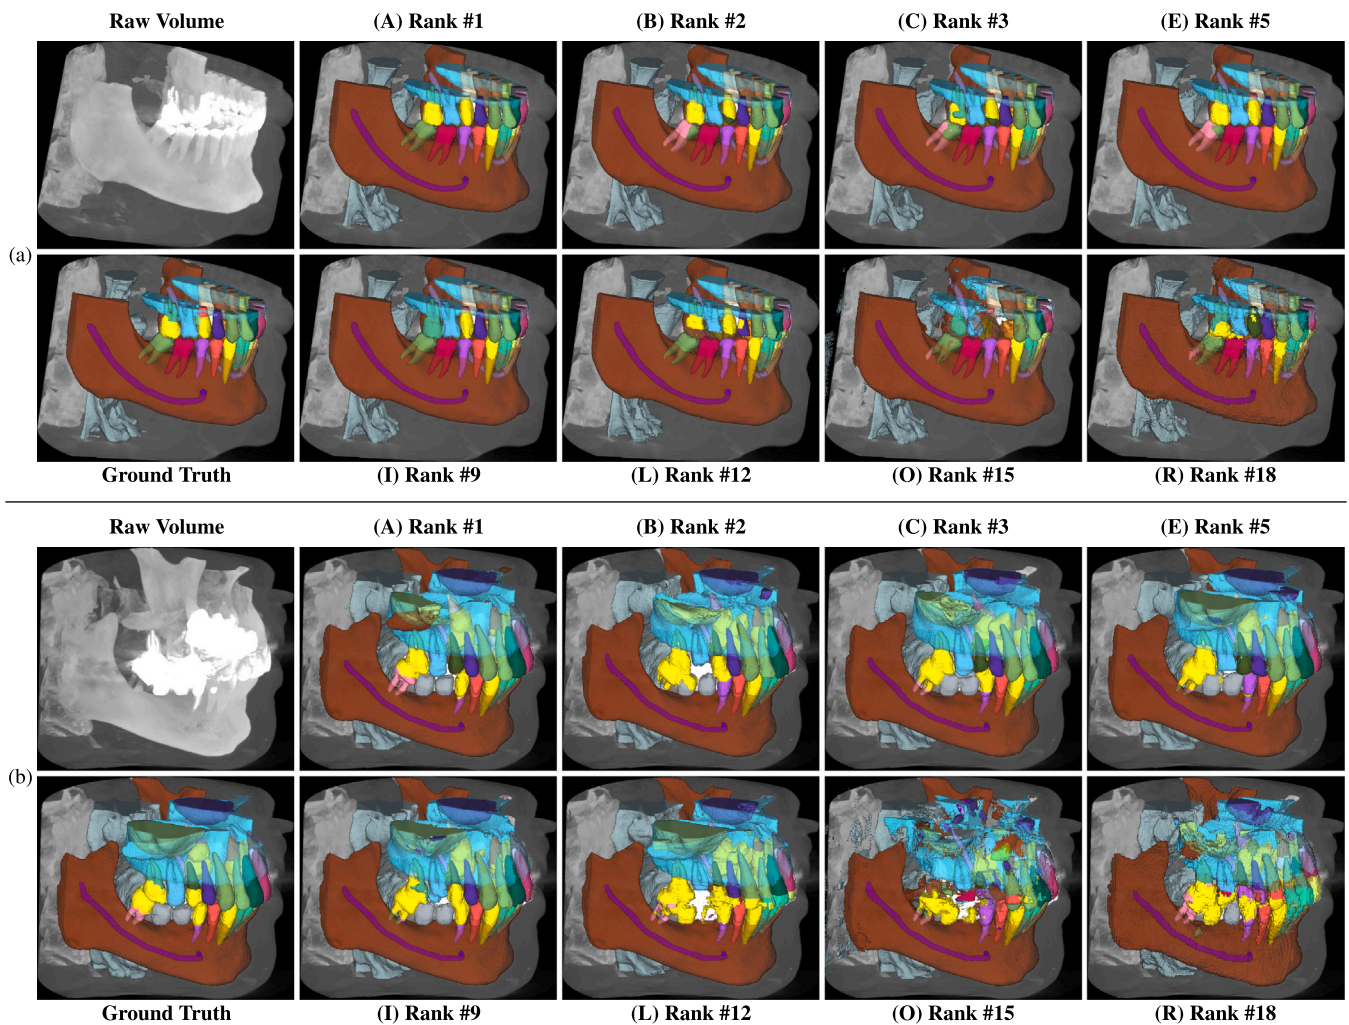 Raw Volume (A) Rank #1 (B) Rank #2 (C) Rank #3 (E) Rank #5
(a)
Ground Truth (I) Rank #9 (L) Rank #12 (O) Rank #15 (R) Rank #18
Raw Volume (A) Rank #1 (B) Rank #2 (C) Rank #3 (E) Rank #5
(b)
Ground Truth (I) Rank #9 (L) Rank #12 (O) Rank #15 (R) Rank #18